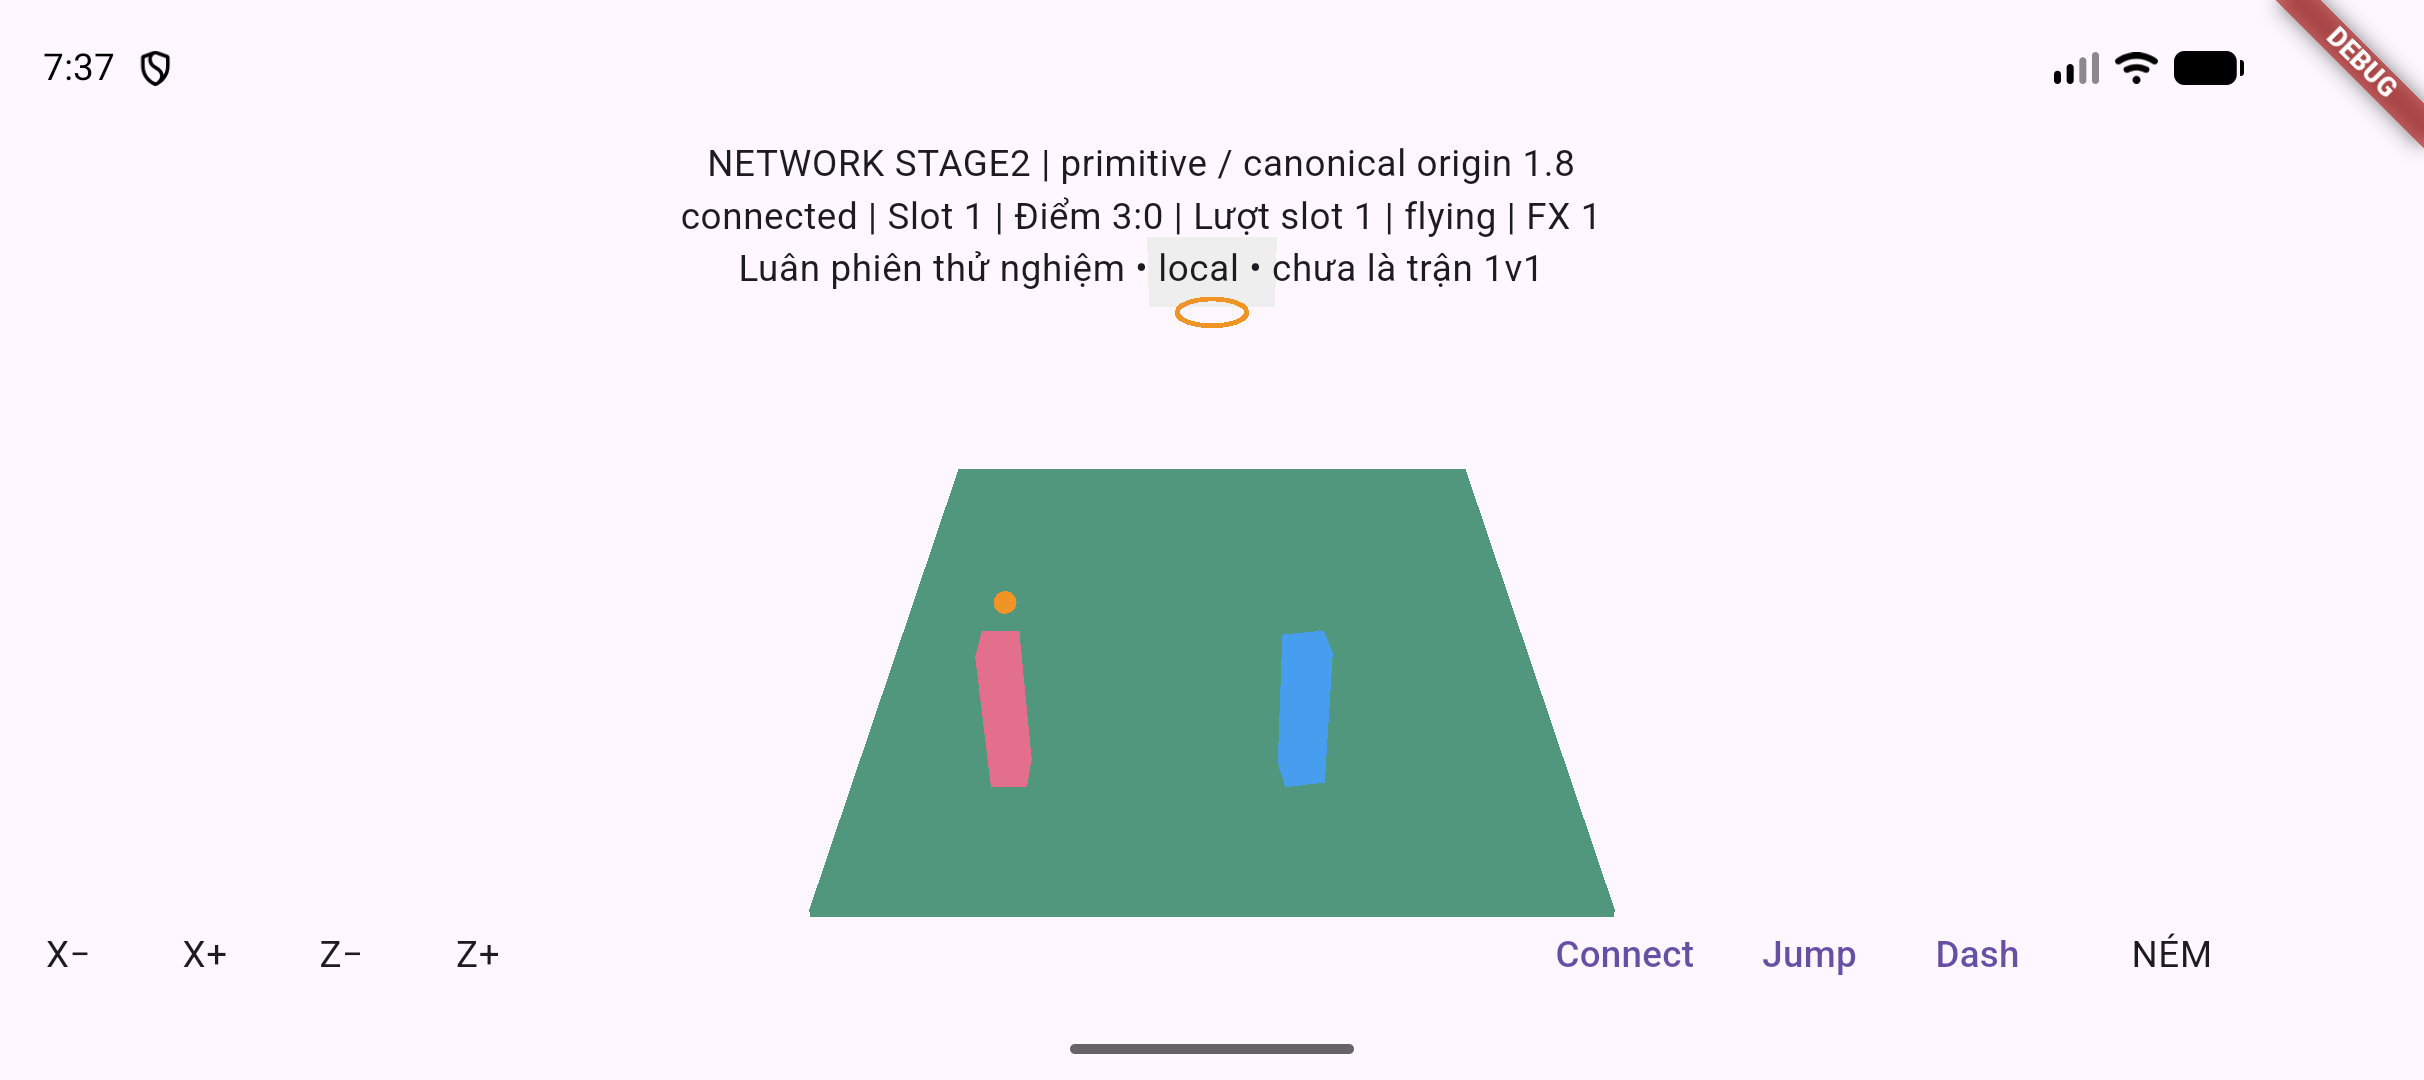 7:37
DEBUG
NETWORK STAGE2 | primitive / canonical origin 1.8
connected | Slot 1 | Điểm 3:0 | Lượt slot 1 | flying | FX 1
Luân phiên thử nghiệm • local • chưa là trận 1v1
X− X+ Z− Z+ Connect Jump Dash NÉM